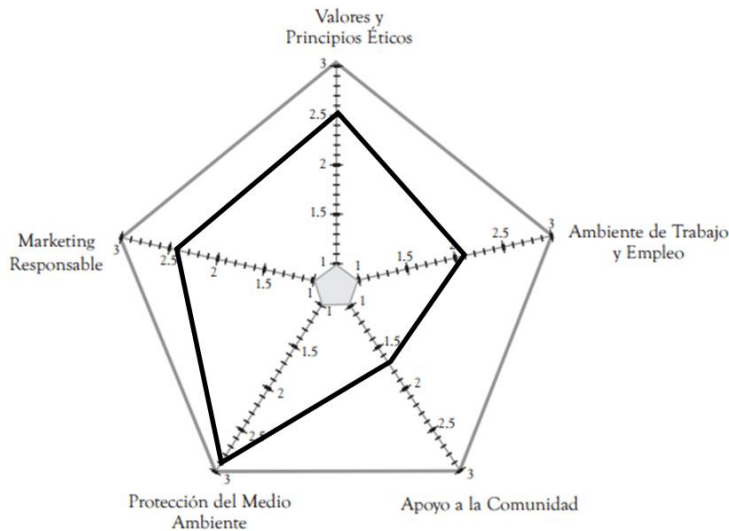 Valores y
Principios Éticos
3
2.5
2
1.5
1
Ambiente de Trabajo
y Empleo
3
2.5
1.5
1
Marketing
Responsable
3
2.5
2
1.5
1
1
1.5
2
2.5
3
1
1.5
2
2.5
3
Protección del Medio
Ambiente
Apoyo a la Comunidad